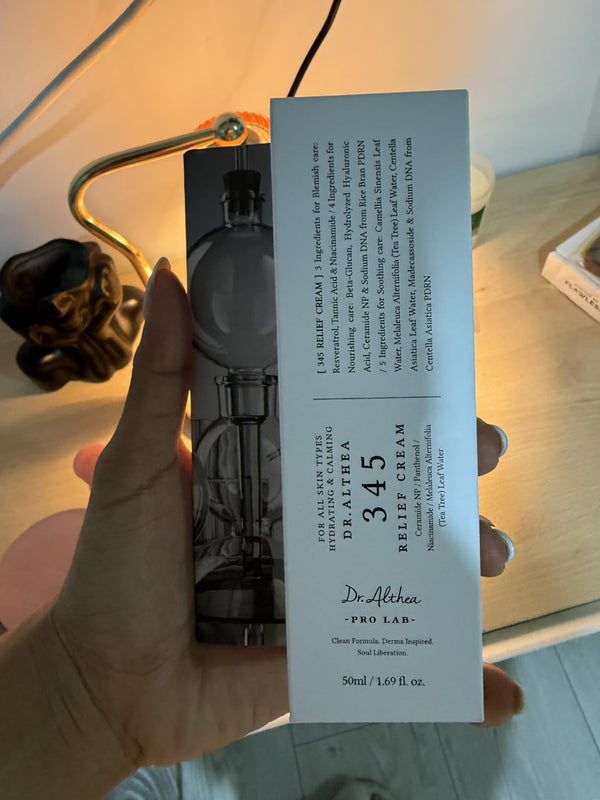 [ 345 RELIEF CREAM ] 3 Ingredients for Blemish care:
Resveratrol, Tannic Acid & Niacinamide / 4 Ingredients for
Nourishing care: Beta-Glucan, Hydrolyzed Hyaluronic
Acid, Ceramide NP & Sodium DNA from Rice Bran PDRN
/ 5 Ingredients for Soothing care: Camellia Sinensis Leaf
Water, Melaleuca Alternifolia (Tea Tree) Leaf Water, Centella
Asiatica Leaf Water, Madecassoside & Sodium DNA from
Centella Asiatica PDRN
FOR ALL SKIN TYPES
HYDRATING & CALMING
DR.ALTHEA
345
RELIEF CREAM
Ceramide NP / Panthenol /
Niacinamide / Melaleuca Alternifolia
(Tea Tree) Leaf Water
Dr.Althea
-PRO LAB-
Clean Formula. Derma Inspired.
Soul Liberation.
50ml / 1.69 fl. oz.